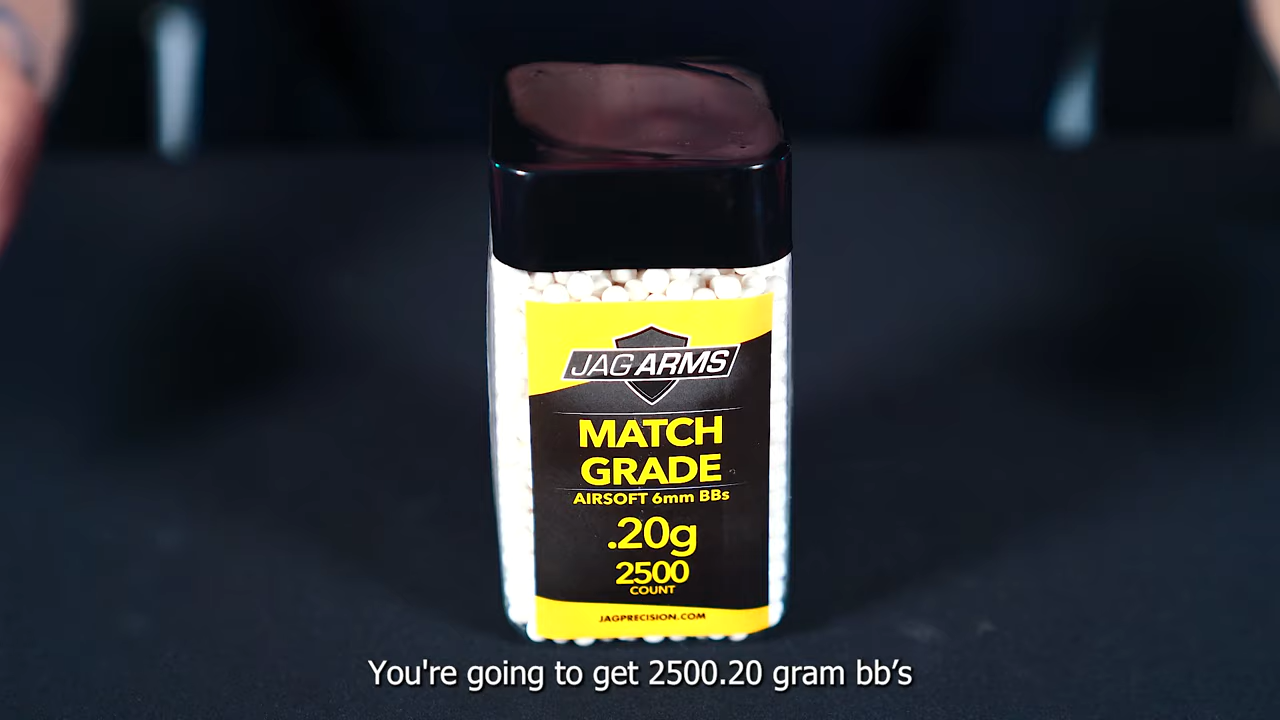 JAG ARMS
MATCH
GRADE
AIRSOFT 6mm BBs
.20g
2500
COUNT
JAGPRECISION.COM
You're going to get 2500.20 gram bb’s